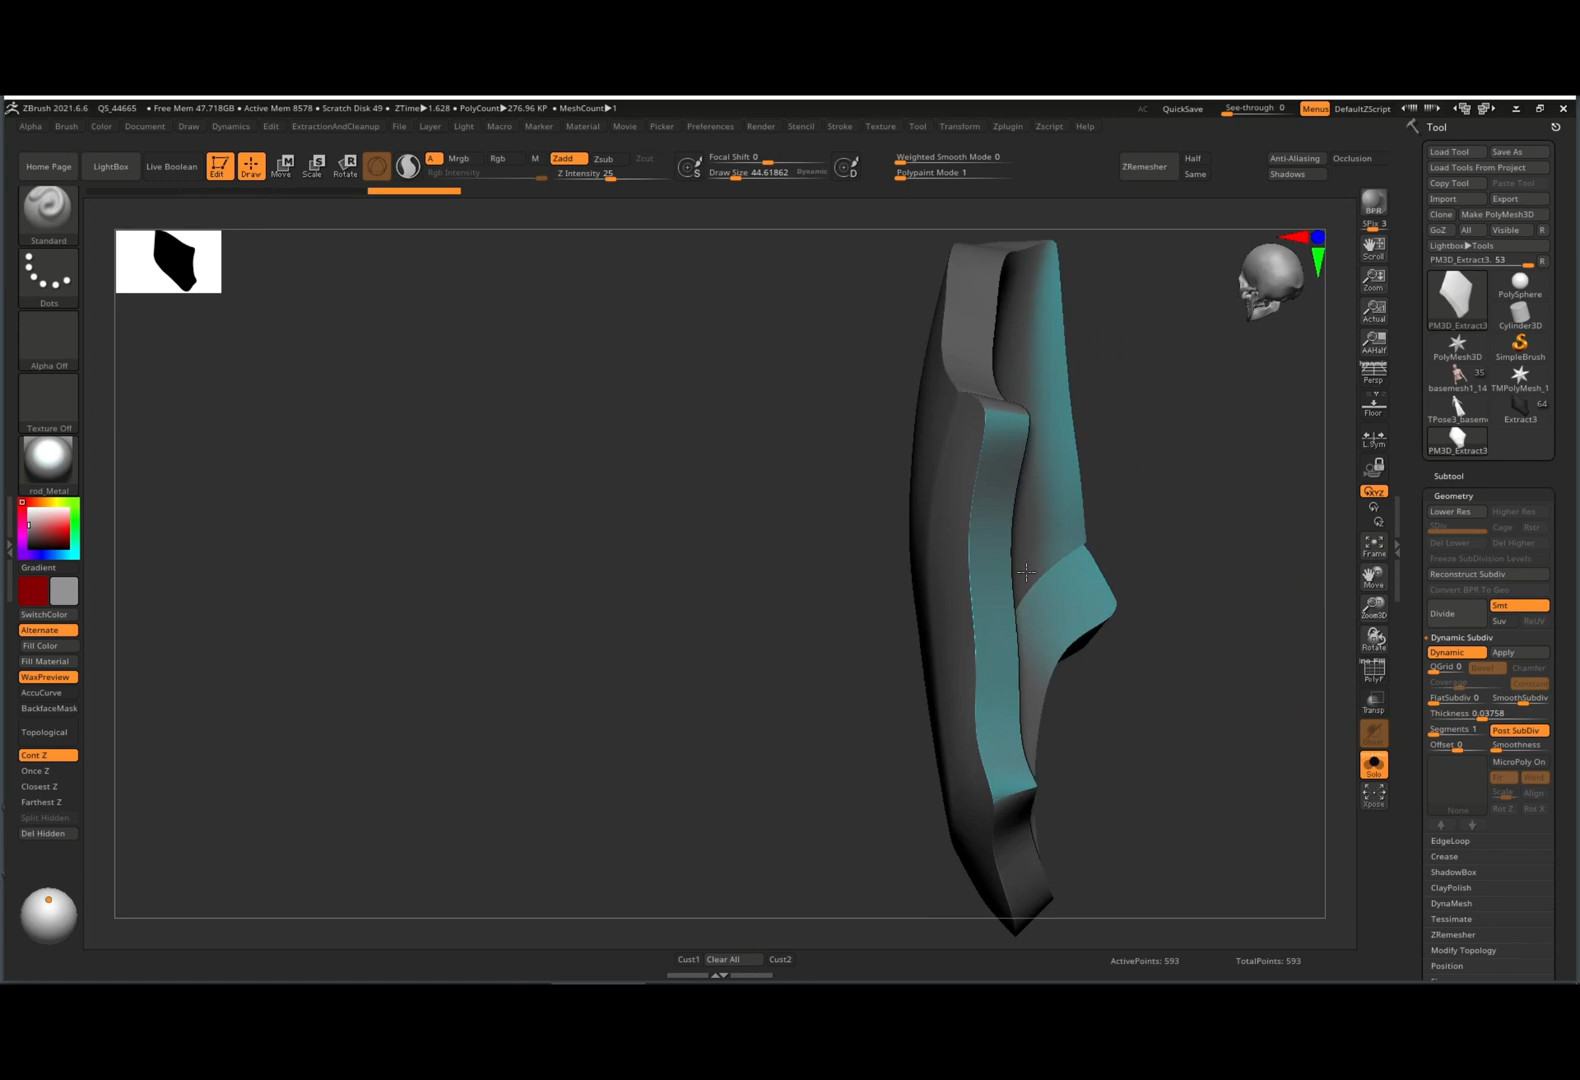 ZBrush 2021.6.6 QS_44665 • Free Mem 47.718GB • Active Mem 8578 • Scratch Disk 49 • ZTime▶1.628 • PolyCount▶276.96 KP • MeshCount▶1 AC QuickSave See-through 0 Menus DefaultZScript
Alpha Brush Color Document Draw Dynamics Edit ExtractionAndCleanup File Layer Light Macro Marker Material Movie Picker Preferences Render Stencil Stroke Texture Tool Transform Zplugin Zscript Help
Home Page LightBox Live Boolean Edit Draw Move Scale Rotate
A Mrgb Rgb M Zadd Zsub Zcut
Rgb Intensity Z Intensity 25
S Focal Shift 0
Draw Size 44.61862 Dynamic
D Weighted Smooth Mode 0
Polypaint Mode 1
ZRemesher Half
Same
Anti-Aliasing Occlusion
Shadows
Standard
Dots
Alpha Off
Texture Off
rod_Metal
Gradient
SwitchColor
Alternate
Fill Color
Fill Material
WaxPreview
AccuCurve
BackfaceMask
Topological
Cont Z
Once Z
Closest Z
Farthest Z
Split Hidden
Del Hidden
Cust1 Clear All Cust2
ActivePoints: 593 TotalPoints: 593
BPR
SPix 3
Scroll
Zoom
Actual
AAHalf
Dynamic
Persp
Floor
L.Sym
XYZ
Frame
Move
Zoom3D
Rotate
PolyF
Transp
Solo
Xpose
Tool
Load Tool Save As
Load Tools From Project
Copy Tool Paste Tool
Import Export
Clone Make PolyMesh3D
GoZ All Visible R
Lightbox▶Tools
PM3D_Extract3. 53 R
PM3D_Extract3 PolySphere
Cylinder3D
PolyMesh3D SimpleBrush
35
basemesh1_14 TMPolyMesh_1
64
TPose3_basem Extract3
PM3D_Extract3
Subtool
Geometry
Lower Res Higher Res
SDiv Cage Rstr
Del Lower Del Higher
Freeze SubDivision Levels
Reconstruct Subdiv
Convert BPR To Geo
Divide Smt
Suv ReUV
Dynamic Subdiv
Dynamic Apply
QGrid 0 Bevel Chamfer
Coverage Constant
FlatSubdiv 0 SmoothSubdiv
Thickness 0.03758
Segments 1 Post SubDiv
Offset 0 Smoothness
MicroPoly On
Fit Weld
Scale Align
None Rot Z Rot X
EdgeLoop
Crease
ShadowBox
ClayPolish
DynaMesh
Tessimate
ZRemesher
Modify Topology
Position